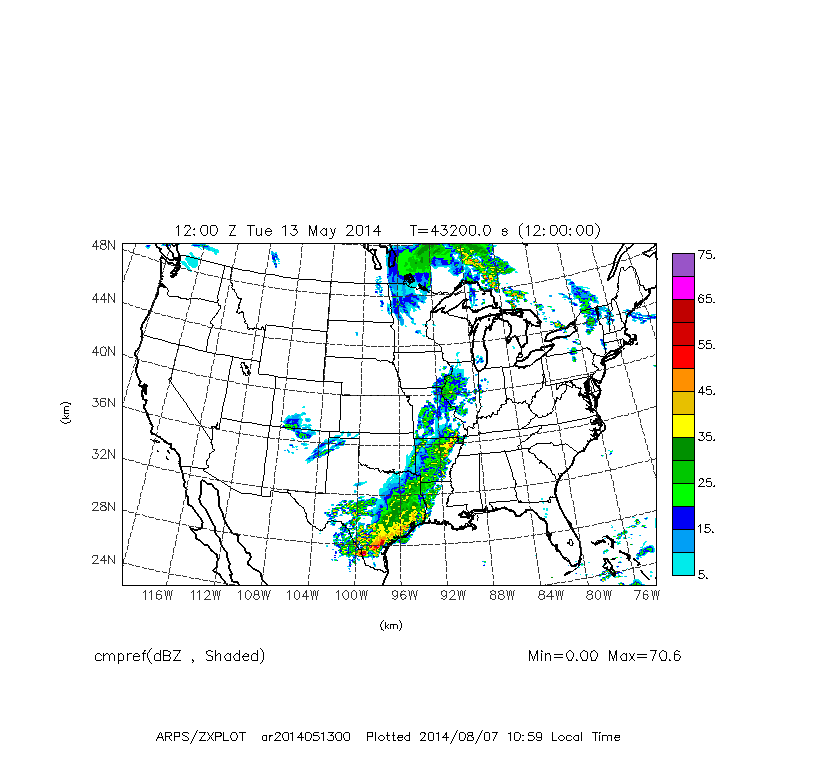 12:00 Z Tue 13 May 2014 T=43200.0 s (12:00:00)
48N
44N
40N
36N
32N
28N
24N
(km)
75.
65.
55.
45.
35.
25.
15.
5.
116W 112W 108W 104W 100W 96W 92W 88W 84W 80W 76W
(km)
cmpref(dBZ , Shaded) Min=0.00 Max=70.6
ARPS/ZXPLOT ar2014051300 Plotted 2014/08/07 10:59 Local Time